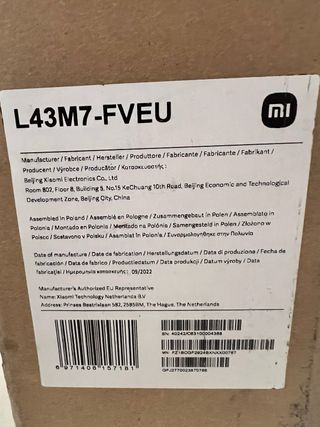 L43M7-FVEU
mi
Manufacturer / Fabricant / Hersteller / Produttore / Fabricante / Fabricante / Fabrikant /
Producent / Výrobce / Producător / Κατασκευαστής :
Beijing Xiaomi Electronics Co., Ltd
Room 802, Floor 8, Building 5, No.15 KeChuang 10th Road, Beijing Economic and Technological
Development Zone, Beijing City, China
Assembled in Poland / Assemblé en Pologne / Zusammengebaut in Polen / Assemblato in
Polonia / Montado en Polonia / Montado na Polónia / Samengesteld in Polen / Złożono w
Polsce / Sestaveno v Polsku / Asamblat în Polonia / Συναρμολογήθηκε στην Πολωνία
Date of manufacture / Date de fabrication / Herstellungsdatum / Data di produzione / Fecha de
fabricación / Data de fabrico / Productiedatum / Data produkcji / Datum výroby / Data
fabricației / Ημερομηνία κατασκευής : 09/2022
Manufacturer's Authorized EU Representative
Name: Xiaomi Technology Netherlands B.V
Address: Prinses Beatrixlaan 582, 2595BM, The Hague, The Netherlands
6 971408 157181